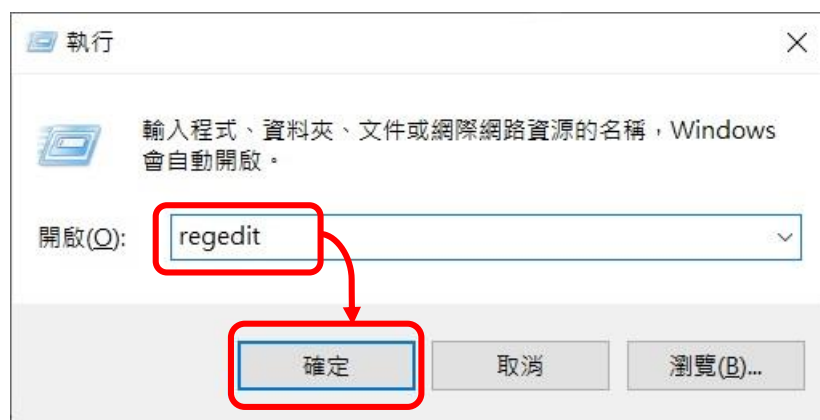 執行
輸入程式、資料夾、文件或網際網路資源的名稱，Windows
會自動開啟。
開啟(O): regedit
確定 取消 瀏覽(B)...